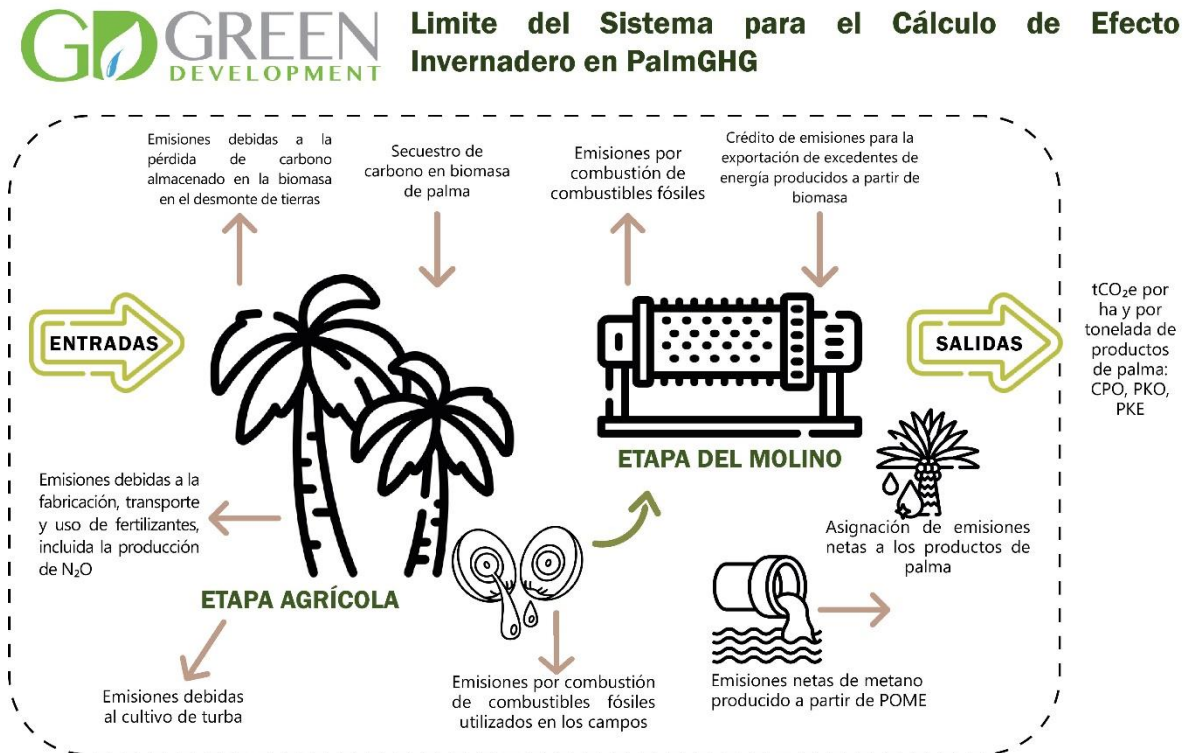 GD GREEN
DEVELOPMENT
Limite del Sistema para el Cálculo de Efecto
Invernadero en PalmGHG
Emisiones debidas a la
pérdida de carbono
almacenado en la biomasa
en el desmonte de tierras
Secuestro de
carbono en biomasa
de palma
Emisiones por
combustión de
combustibles fósiles
Crédito de emisiones para la
exportación de excedentes de
energía producidos a partir de
biomasa
ENTRADAS
SALIDAS
tCO₂e por
ha y por
tonelada de
productos
de palma:
CPO, PKO,
PKE
ETAPA DEL MOLINO
Emisiones debidas a la
fabricación, transporte
y uso de fertilizantes,
incluida la producción
de N₂O
Asignación de emisiones
netas a los productos de
palma
ETAPA AGRÍCOLA
Emisiones debidas
al cultivo de turba
Emisiones por combustión
de combustibles fósiles
utilizados en los campos
Emisiones netas de metano
producido a partir de POME